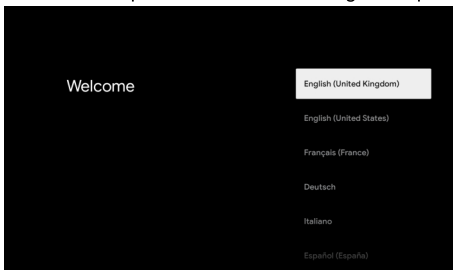 Welcome
English (United Kingdom)
English (United States)
Français (France)
Deutsch
Italiano
Español (España)